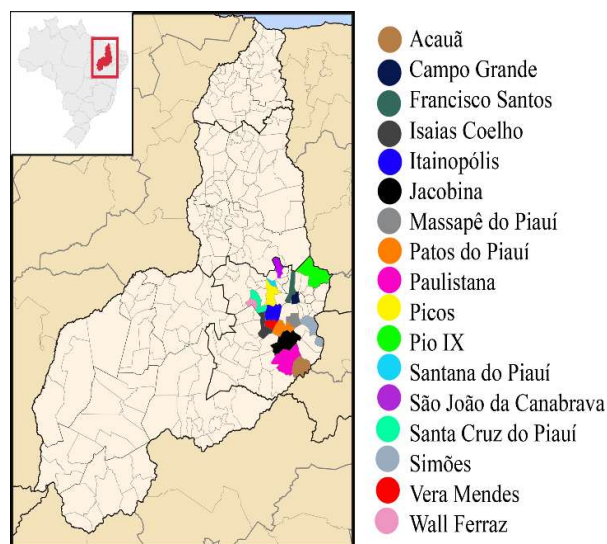 Acauã
Campo Grande
Francisco Santos
Isaias Coelho
Itainopólis
Jacobina
Massapê do Piauí
Patos do Piauí
Paulistana
Picos
Pio IX
Santana do Piauí
São João da Canabrava
Santa Cruz do Piauí
Simões
Vera Mendes
Wall Ferraz